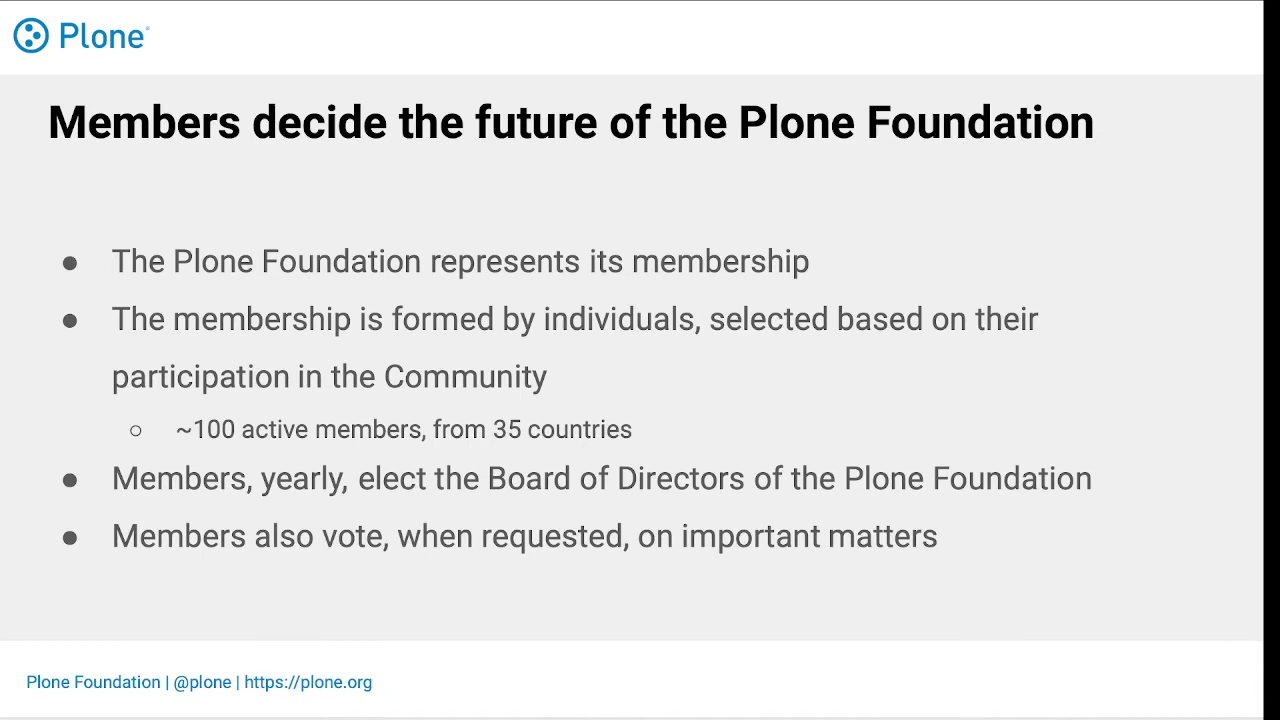 Plone
Members decide the future of the Plone Foundation
● The Plone Foundation represents its membership
● The membership is formed by individuals, selected based on their
participation in the Community
○ ~100 active members, from 35 countries
● Members, yearly, elect the Board of Directors of the Plone Foundation
● Members also vote, when requested, on important matters
Plone Foundation | @plone | https://plone.org